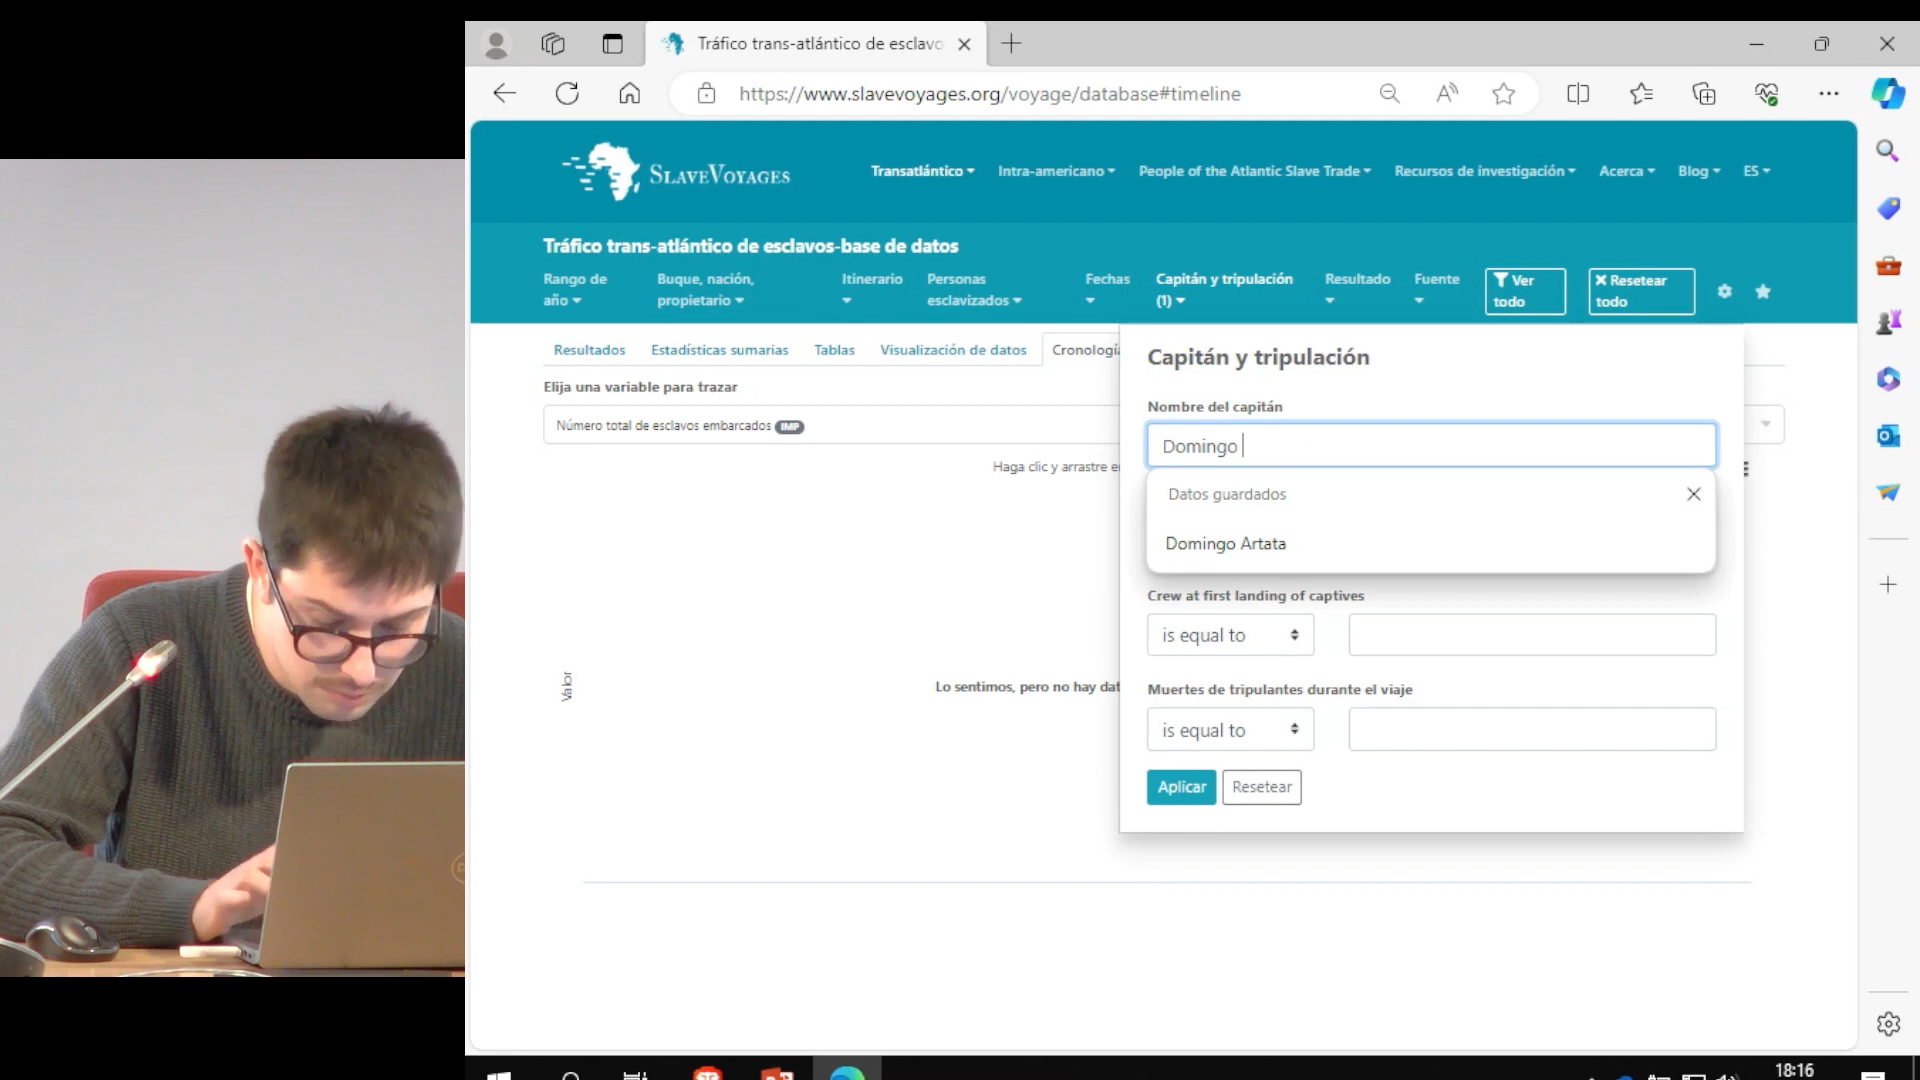 Tráfico trans-atlántico de esclavo
https://www.slavevoyages.org/voyage/database#timeline
SLAVEVOYAGES
Transatlántico
Intra-americano
People of the Atlantic Slave Trade
Recursos de investigación
Acerca
Blog
ES
Tráfico trans-atlántico de esclavos-base de datos
Rango de
año
Buque, nación,
propietario
Itinerario
Personas
esclavizados
Fechas
Capitán y tripulación
(1)
Resultado
Fuente
Ver
todo
Resetear
todo
Resultados
Estadísticas sumarias
Tablas
Visualización de datos
Cronología
Elija una variable para trazar
Número total de esclavos embarcados IMP
Haga clic y arrastre e
Valor
Lo sentimos, pero no hay dat
Capitán y tripulación
Nombre del capitán
Domingo
Datos guardados
Domingo Artata
Crew at first landing of captives
is equal to
Muertes de tripulantes durante el viaje
is equal to
Aplicar
Resetear
18:16